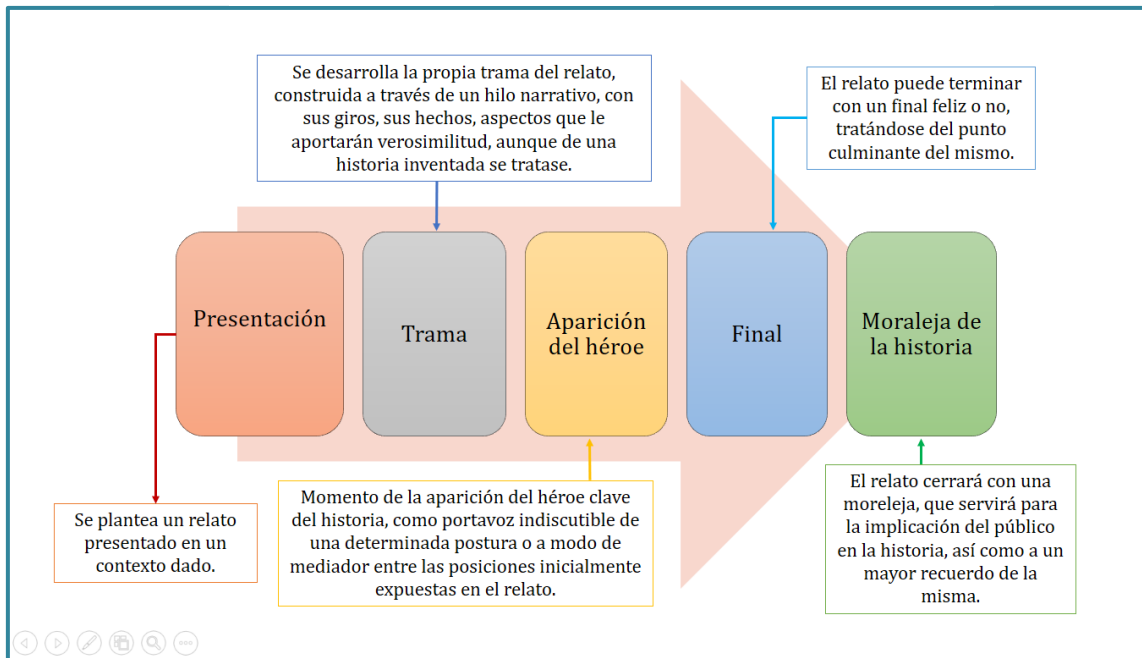 Se desarrolla la propia trama del relato,
construida a través de un hilo narrativo, con
sus giros, sus hechos, aspectos que le
aportarán verosimilitud, aunque de una
historia inventada se tratase.
El relato puede terminar
con un final feliz o no,
tratándose del punto
culminante del mismo.
Presentación
Trama
Aparición
del héroe
Final
Moraleja de
la historia
Se plantea un relato
presentado en un
contexto dado.
Momento de la aparición del héroe clave
del historia, como portavoz indiscutible de
una determinada postura o a modo de
mediador entre las posiciones inicialmente
expuestas en el relato.
El relato cerrará con una
moreleja, que servirá para
la implicación del público
en la historia, así como a un
mayor recuerdo de la
misma.